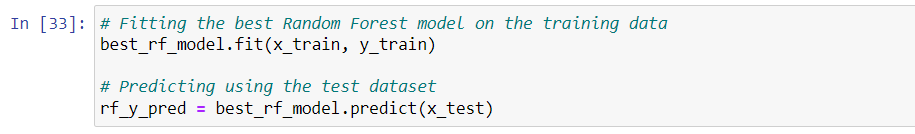 In [33]: # Fitting the best Random Forest model on the training data
best_rf_model.fit(x_train, y_train)
# Predicting using the test dataset
rf_y_pred = best_rf_model.predict(x_test)